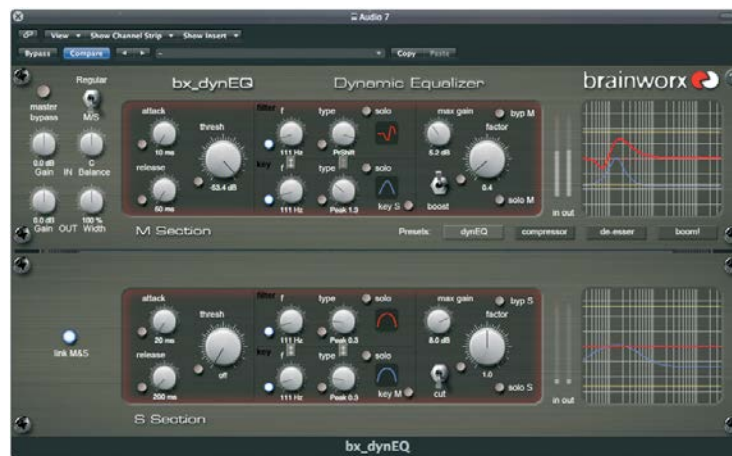 Audio 7
View Show Channel Strip Show Insert
Bypass Compare - Copy Paste
bx_dynEQ Dynamic Equalizer brainworx
Regular
master bypass
M/S
0.0 dB C
Gain IN Balance
0.0 dB 100 %
Gain OUT Width
attack
10 ms
thresh
-53.4 dB
release
60 ms
filter f type solo
111 Hz PrShift
key f type solo
111 Hz Peak 1.3
key S
max gain byp M
5.2 dB
factor
0.4
boost
solo M
in out
M Section
Presets: dynEQ compressor de-esser boom!
link M&S
attack
20 ms
thresh
off
release
200 ms
filter f type solo
111 Hz Peak 0.3
key f type solo
111 Hz Peak 0.3
key M
max gain byp S
8.0 dB
factor
1.0
cut
solo S
in out
S Section
bx_dynEQ